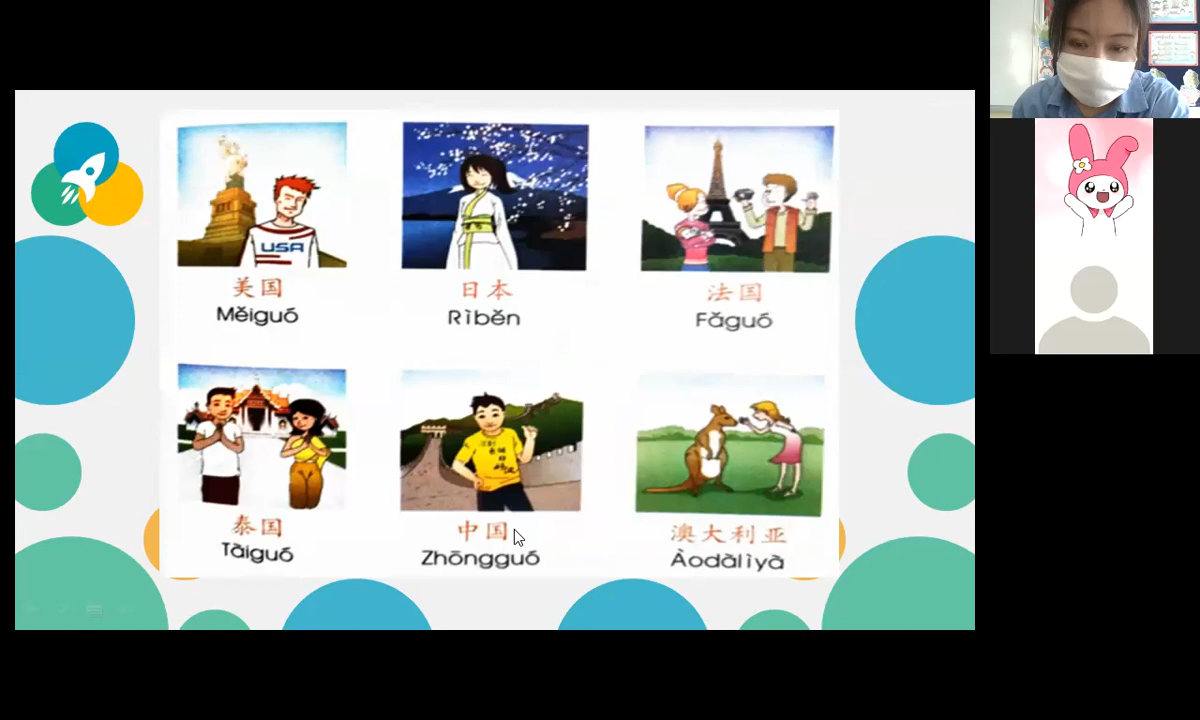 USA
美国
Měiguó
日本
Rìběn
法国
Fǎguó
泰国
Tàiguó
中国
Zhōngguó
澳大利亚
Àodàlìyà